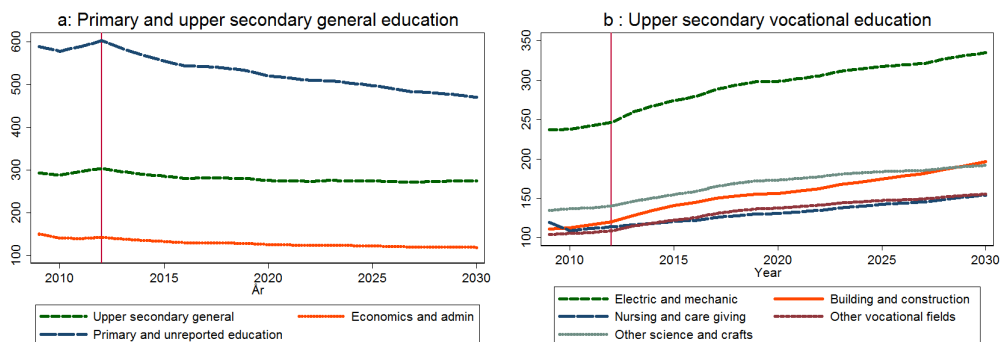 a: Primary and upper secondary general education
600
500
400
300
200
100
2010
2015
2020
2025
2030
År
Upper secondary general
Economics and admin
Primary and unreported education
b : Upper secondary vocational education
350
300
250
200
150
100
2010
2015
2020
2025
2030
Year
Electric and mechanic
Building and construction
Nursing and care giving
Other vocational fields
Other science and crafts